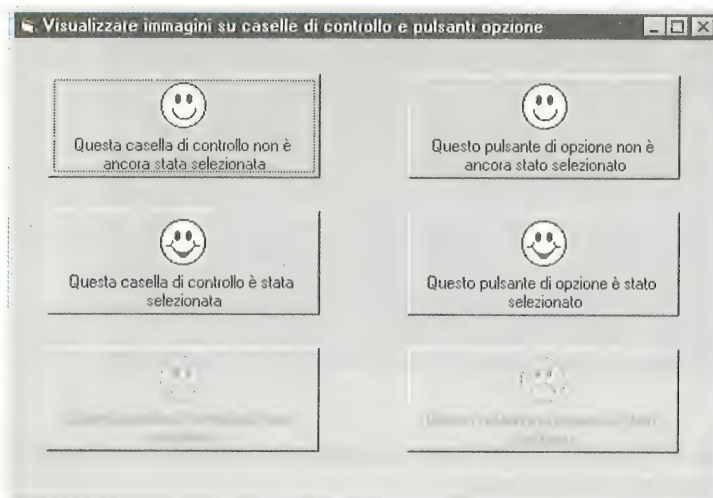 Visualizzare immagini su caselle di controllo e pulsanti opzione
Questa casella di controllo non è
ancora stata selezionata
Questo pulsante di opzione non è
ancora stato selezionato
Questa casella di controllo è stata
selezionata
Questo pulsante di opzione è stato
selezionato